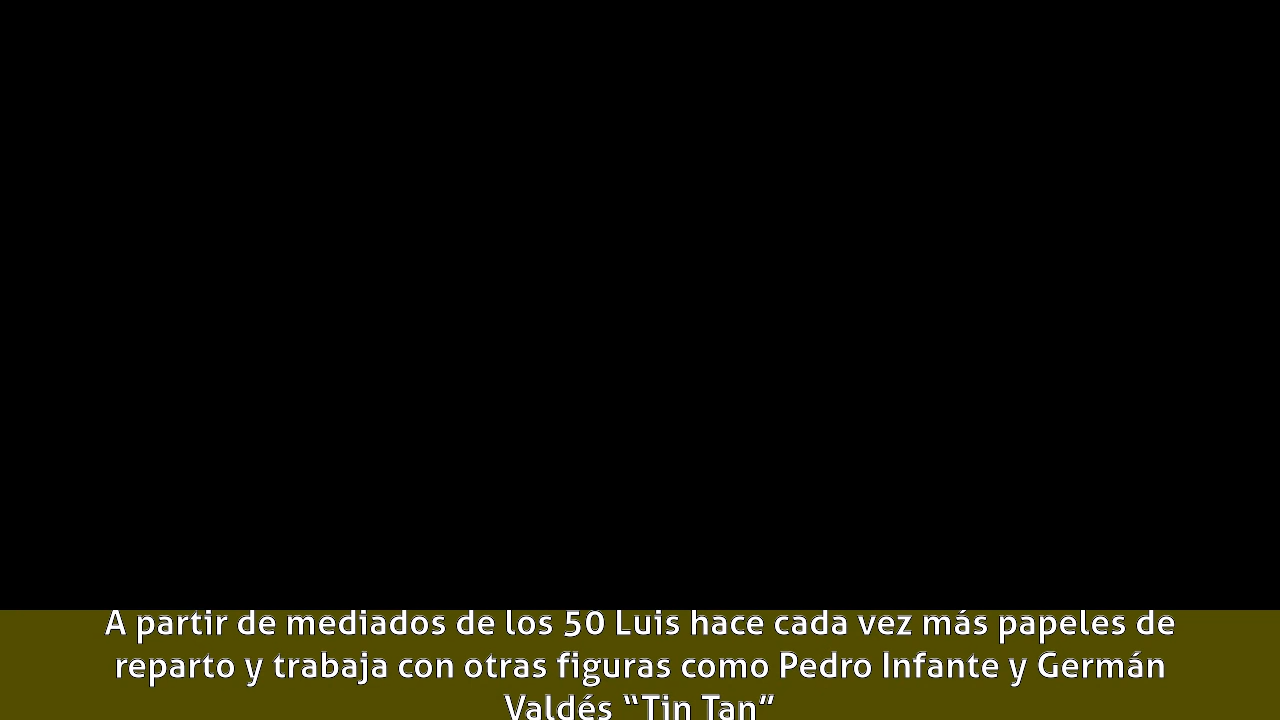 A partir de mediados de los 50 Luis hace cada vez más papeles de
reparto y trabaja con otras figuras como Pedro Infante y Germán
Valdés “Tin Tan”